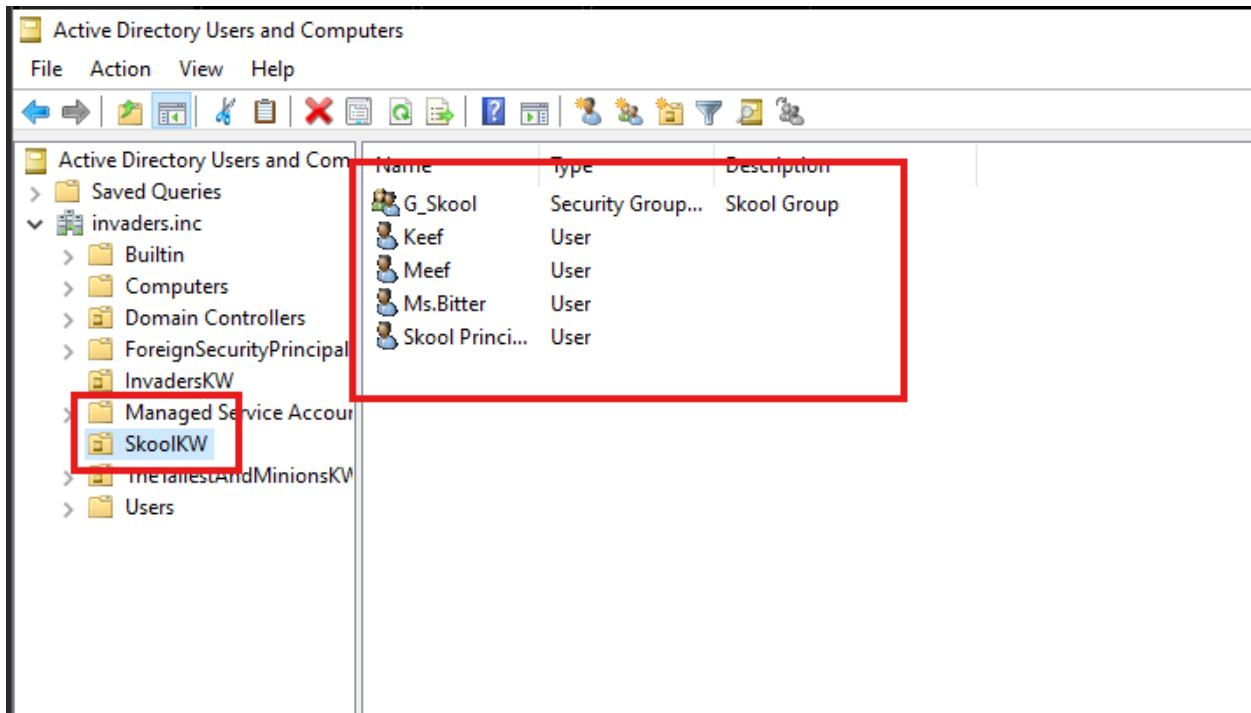 Active Directory Users and Computers
File Action View Help
Active Directory Users and Com
Saved Queries
invaders.inc
Builtin
Computers
Domain Controllers
ForeignSecurityPrincipal
InvadersKW
Managed Service Accour
SkoolKW
TheTallestAndMinionsKW
Users
Name Type Description
G_Skool Security Group... Skool Group
Keef User
Meef User
Ms.Bitter User
Skool Princi... User